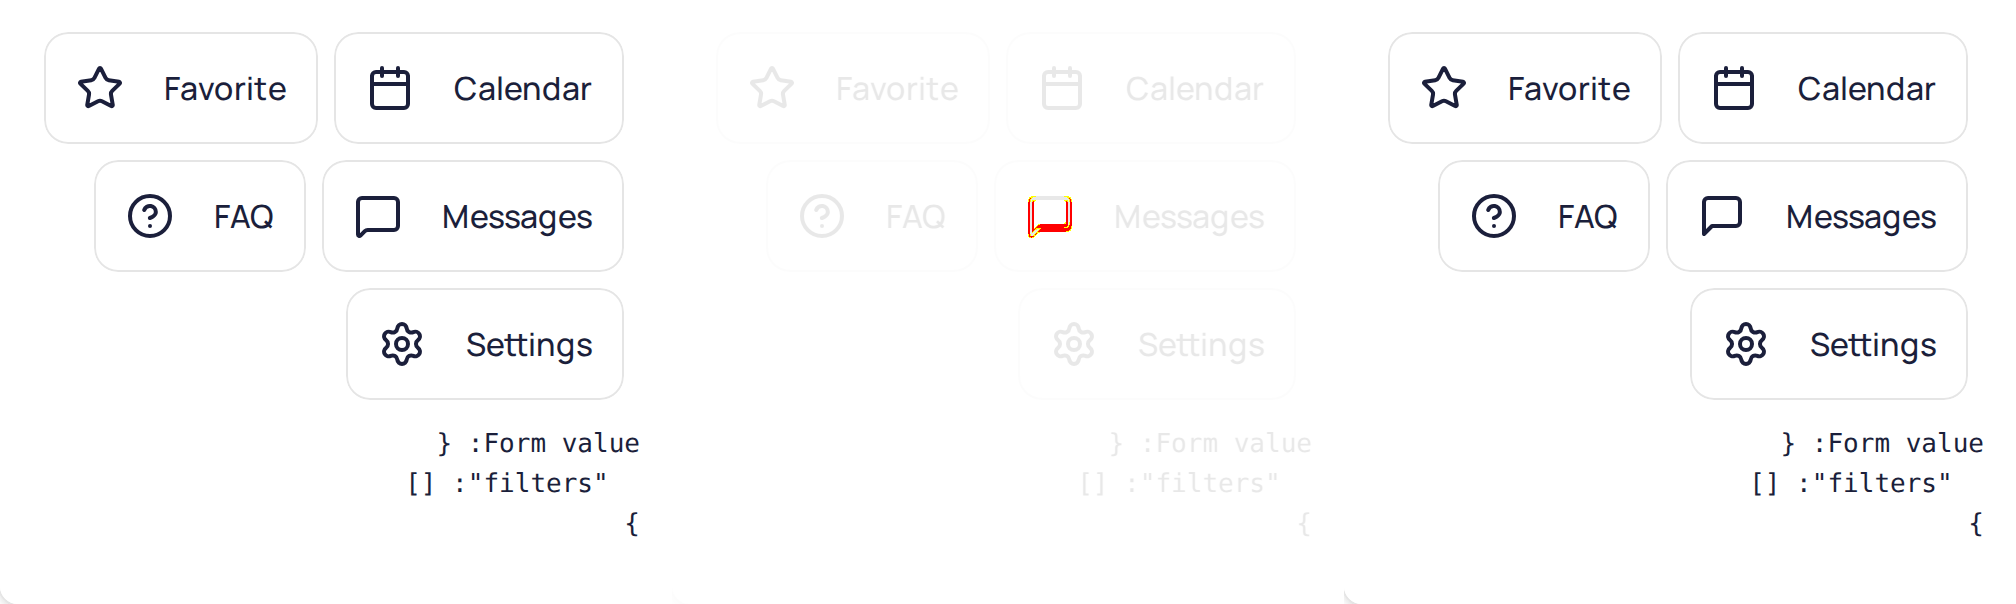 Favorite Calendar
FAQ Messages
Settings
} :Form value
[] :"filters"
{
Favorite Calendar
FAQ Messages
Settings
} :Form value
[] :"filters"
{
Favorite Calendar
FAQ Messages
Settings
} :Form value
[] :"filters"
{